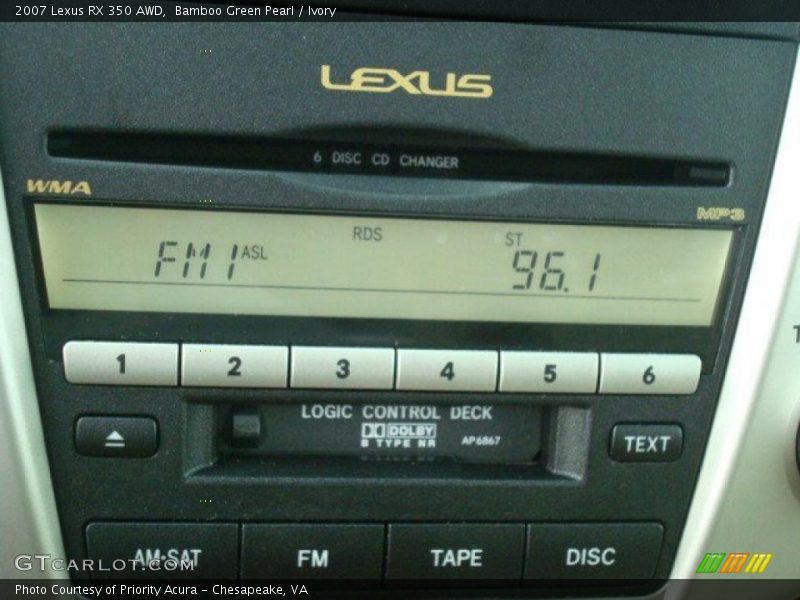 2007 Lexus RX 350 AWD, Bamboo Green Pearl / Ivory
LEXUS
6 DISC CD CHANGER
WMA
MP3
RDS
ST
FM1 ASL
96.1
1 2 3 4 5 6
LOGIC CONTROL DECK
DOLBY
B TYPE NR
AP6867
TEXT
AM·SAT FM TAPE DISC
GTCARLOT.COM
Photo Courtesy of Priority Acura - Chesapeake, VA